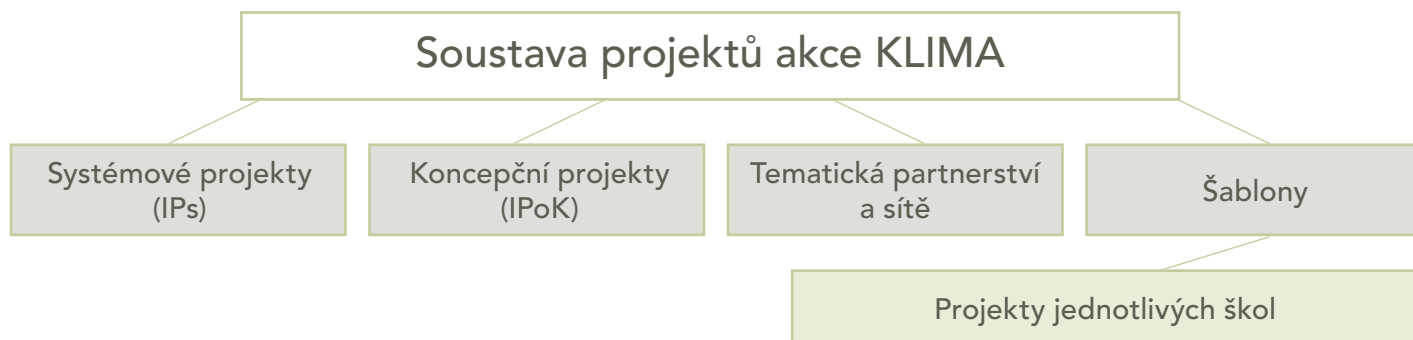 Soustava projektů akce KLIMA
Systémové projekty
(IPs)
Koncepční projekty
(IPoK)
Tematická partnerství
a sítě
Šablony
Projekty jednotlivých škol